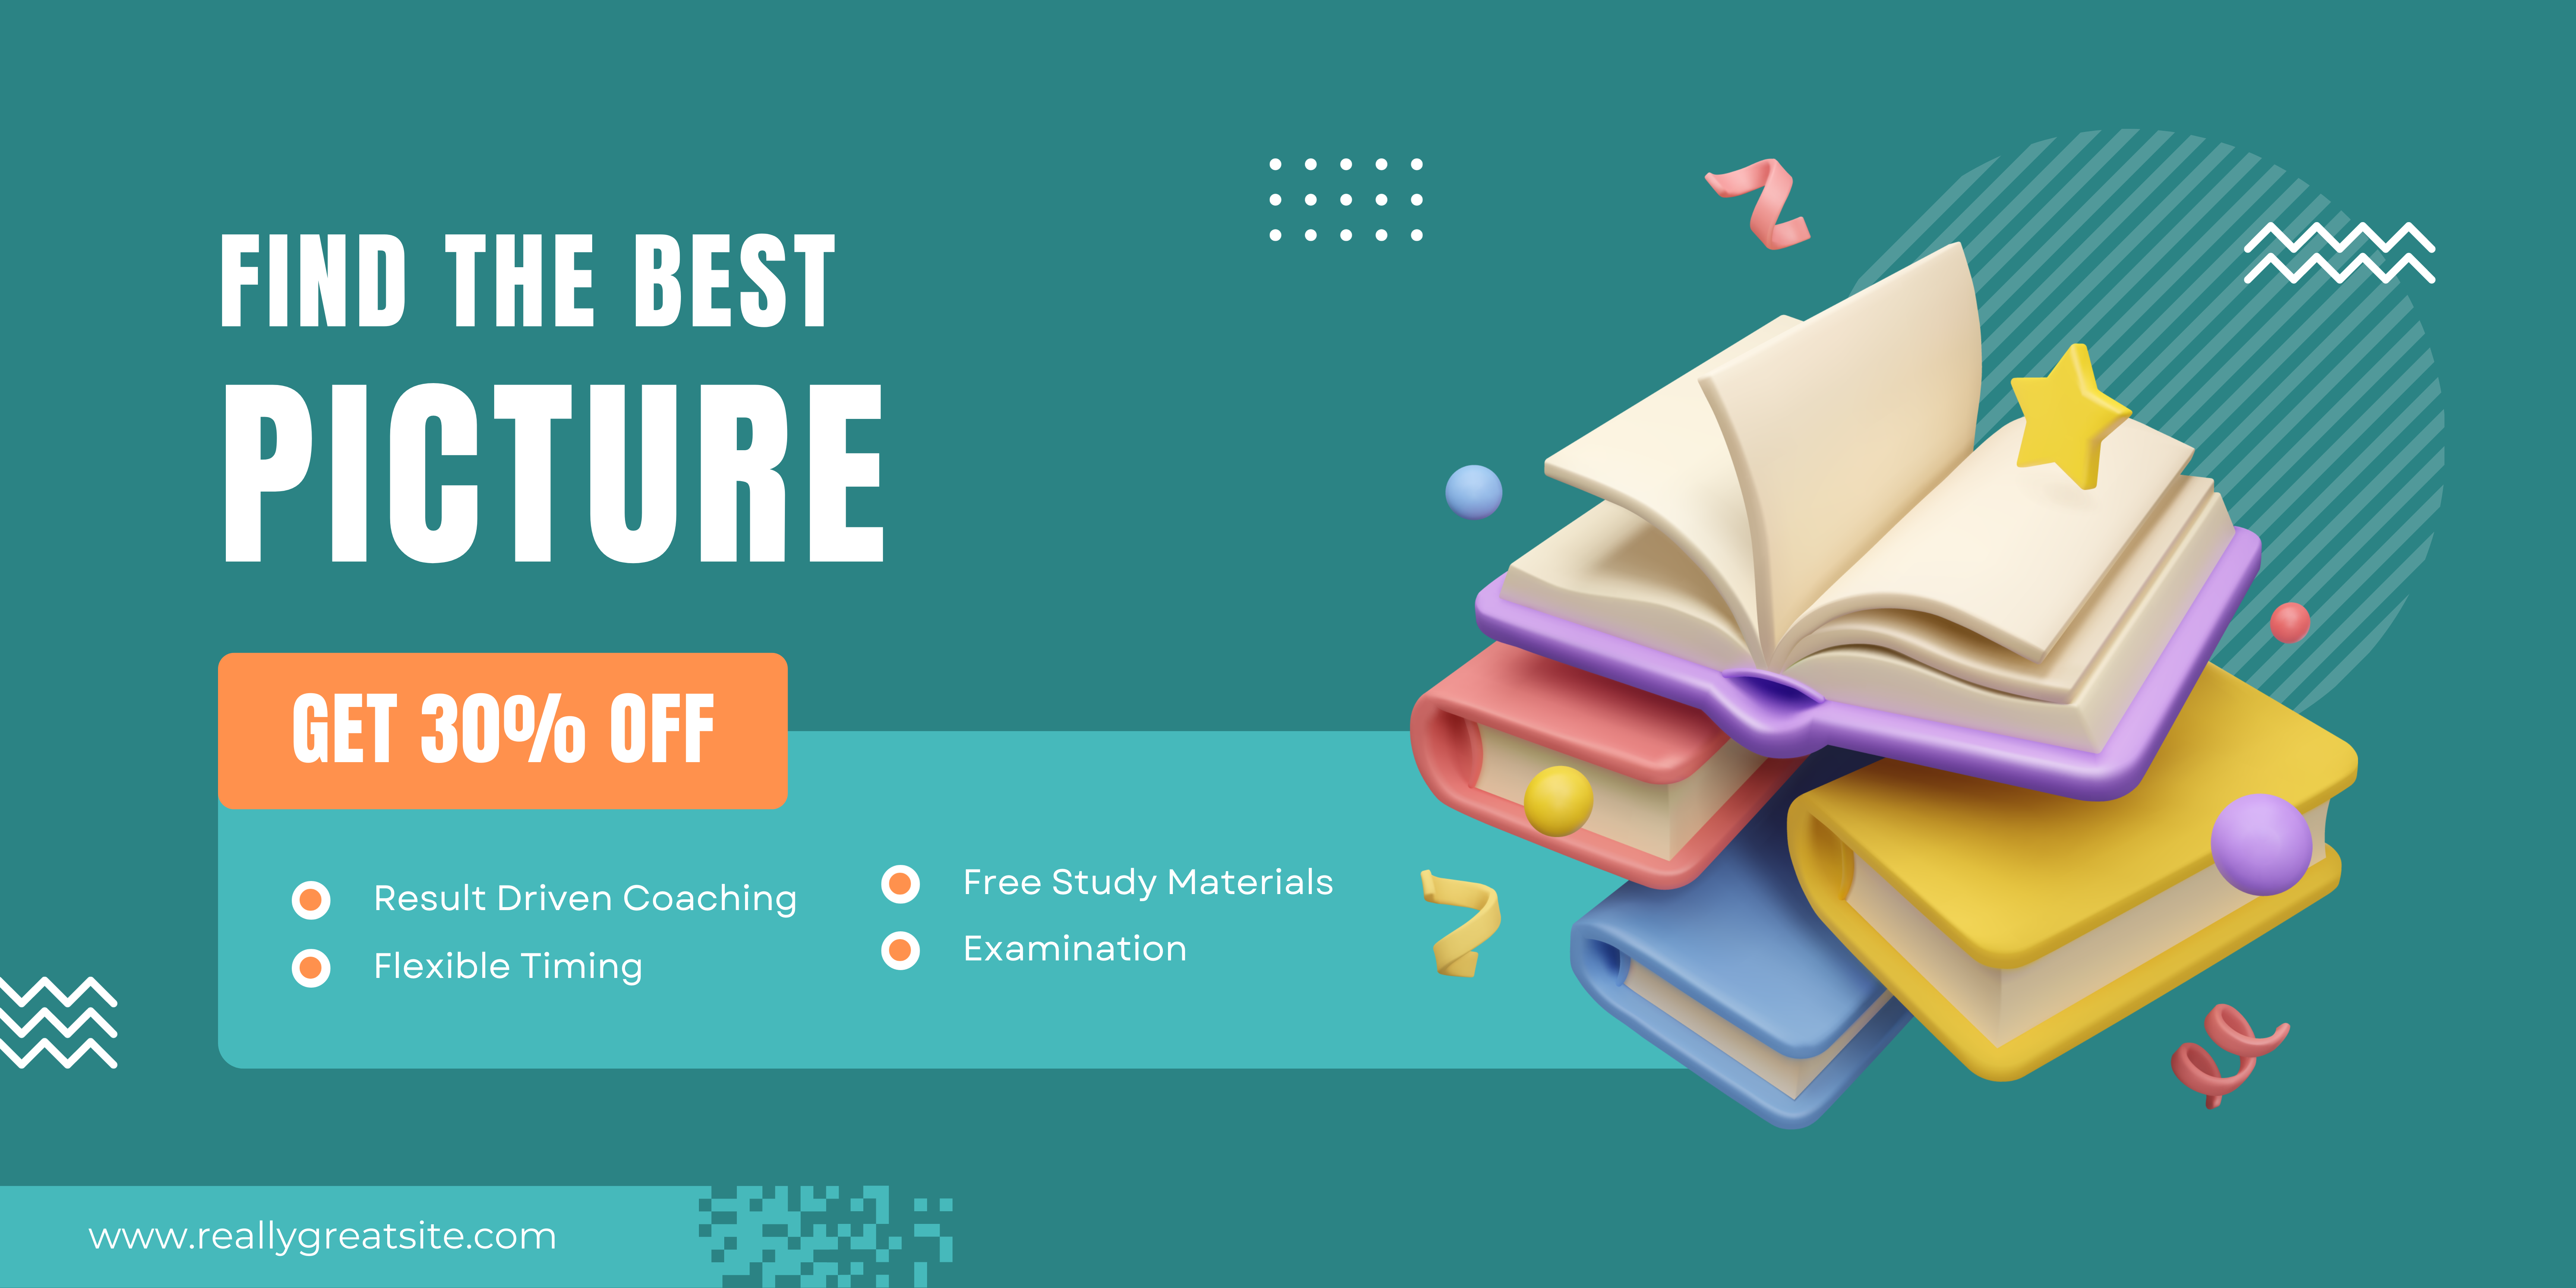 FIND THE BEST
PICTURE
GET 30% OFF
Result Driven Coaching
Flexible Timing
Free Study Materials
Examination
www.reallygreatsite.com